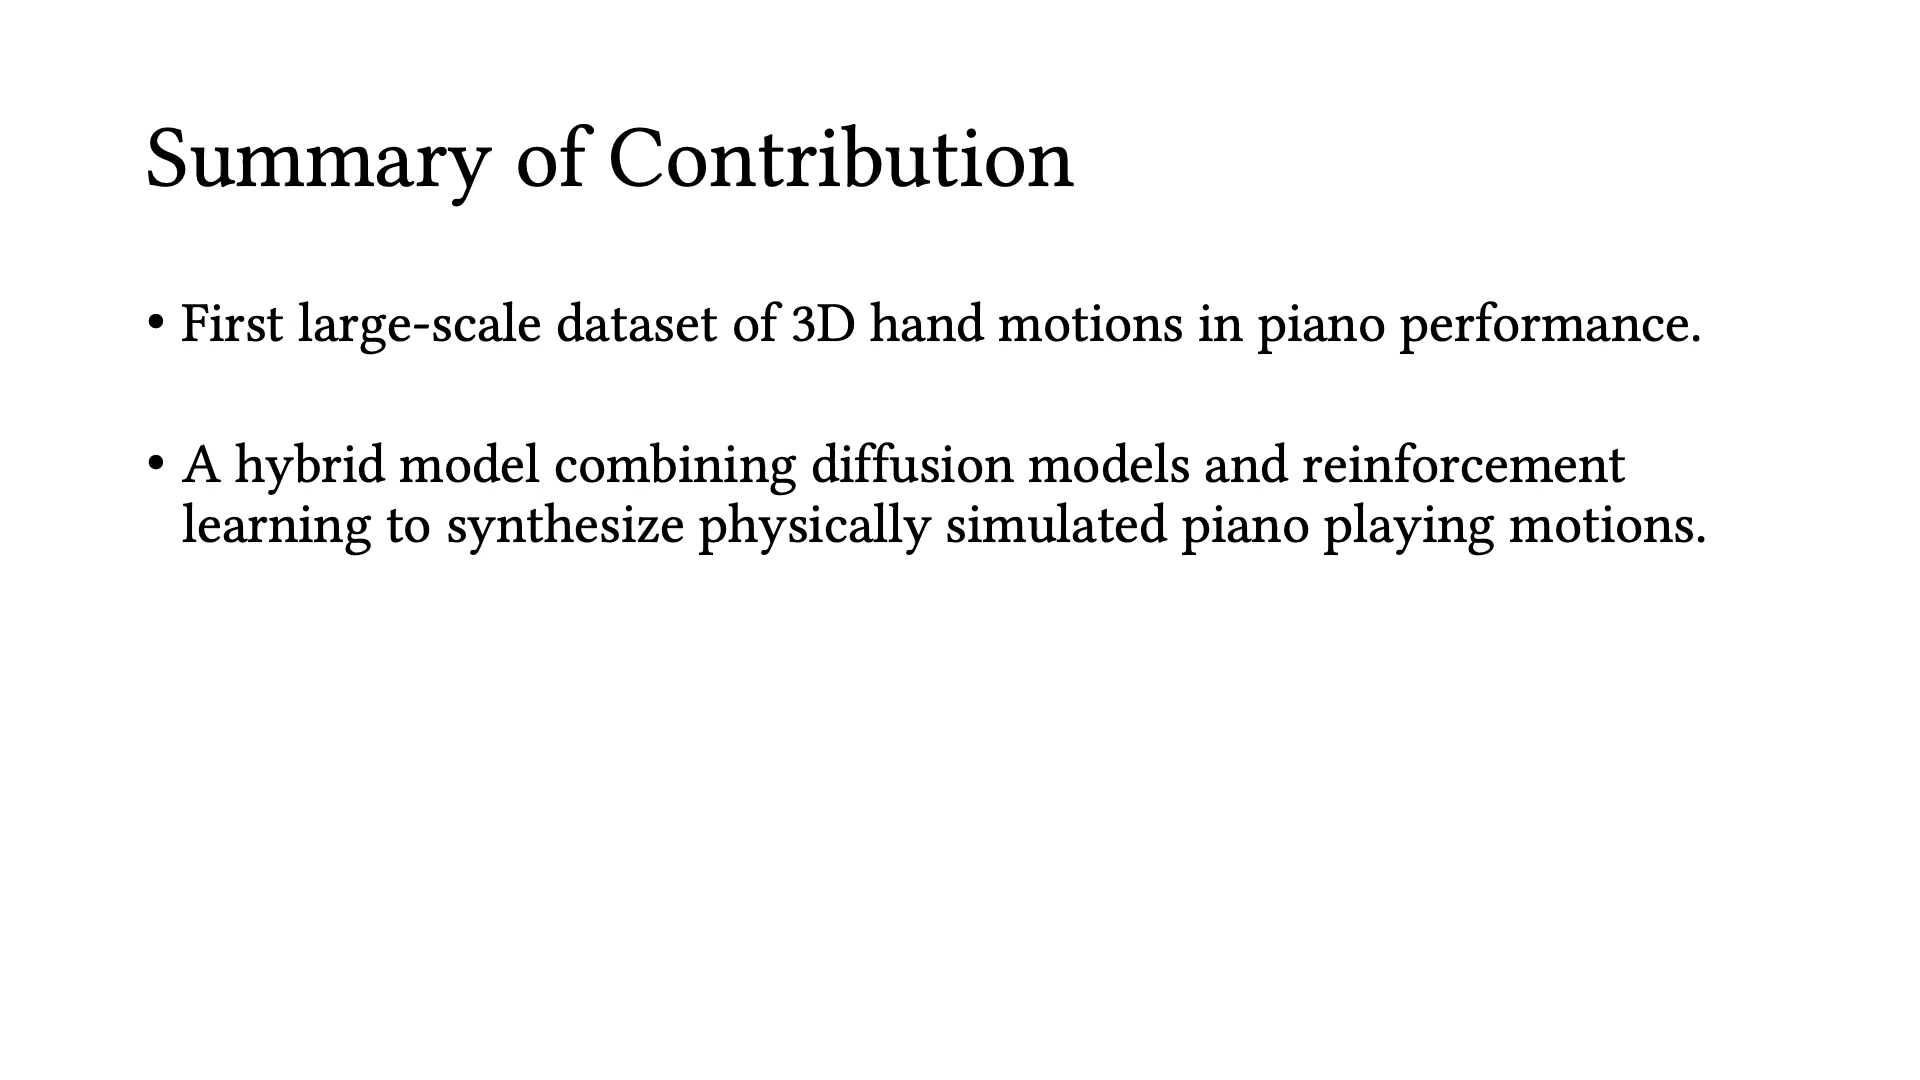 Summary of Contribution
• First large-scale dataset of 3D hand motions in piano performance.
• A hybrid model combining diffusion models and reinforcement
learning to synthesize physically simulated piano playing motions.